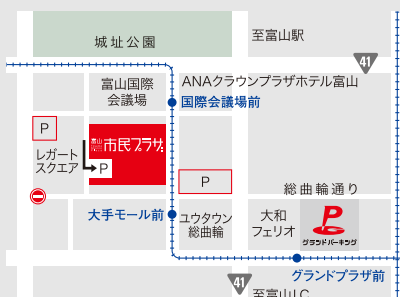 城址公園
至富山駅
41
富山国際
会議場
ANAクラウンプラザホテル富山
国際会議場前
P
富山市民プラザ
レガート
スクエア
P
P
総曲輪通り
大手モール前
ユウタウン
総曲輪
大和
フェリオ
P
グランドパーキング
グランドプラザ前
41
至富山I.C.